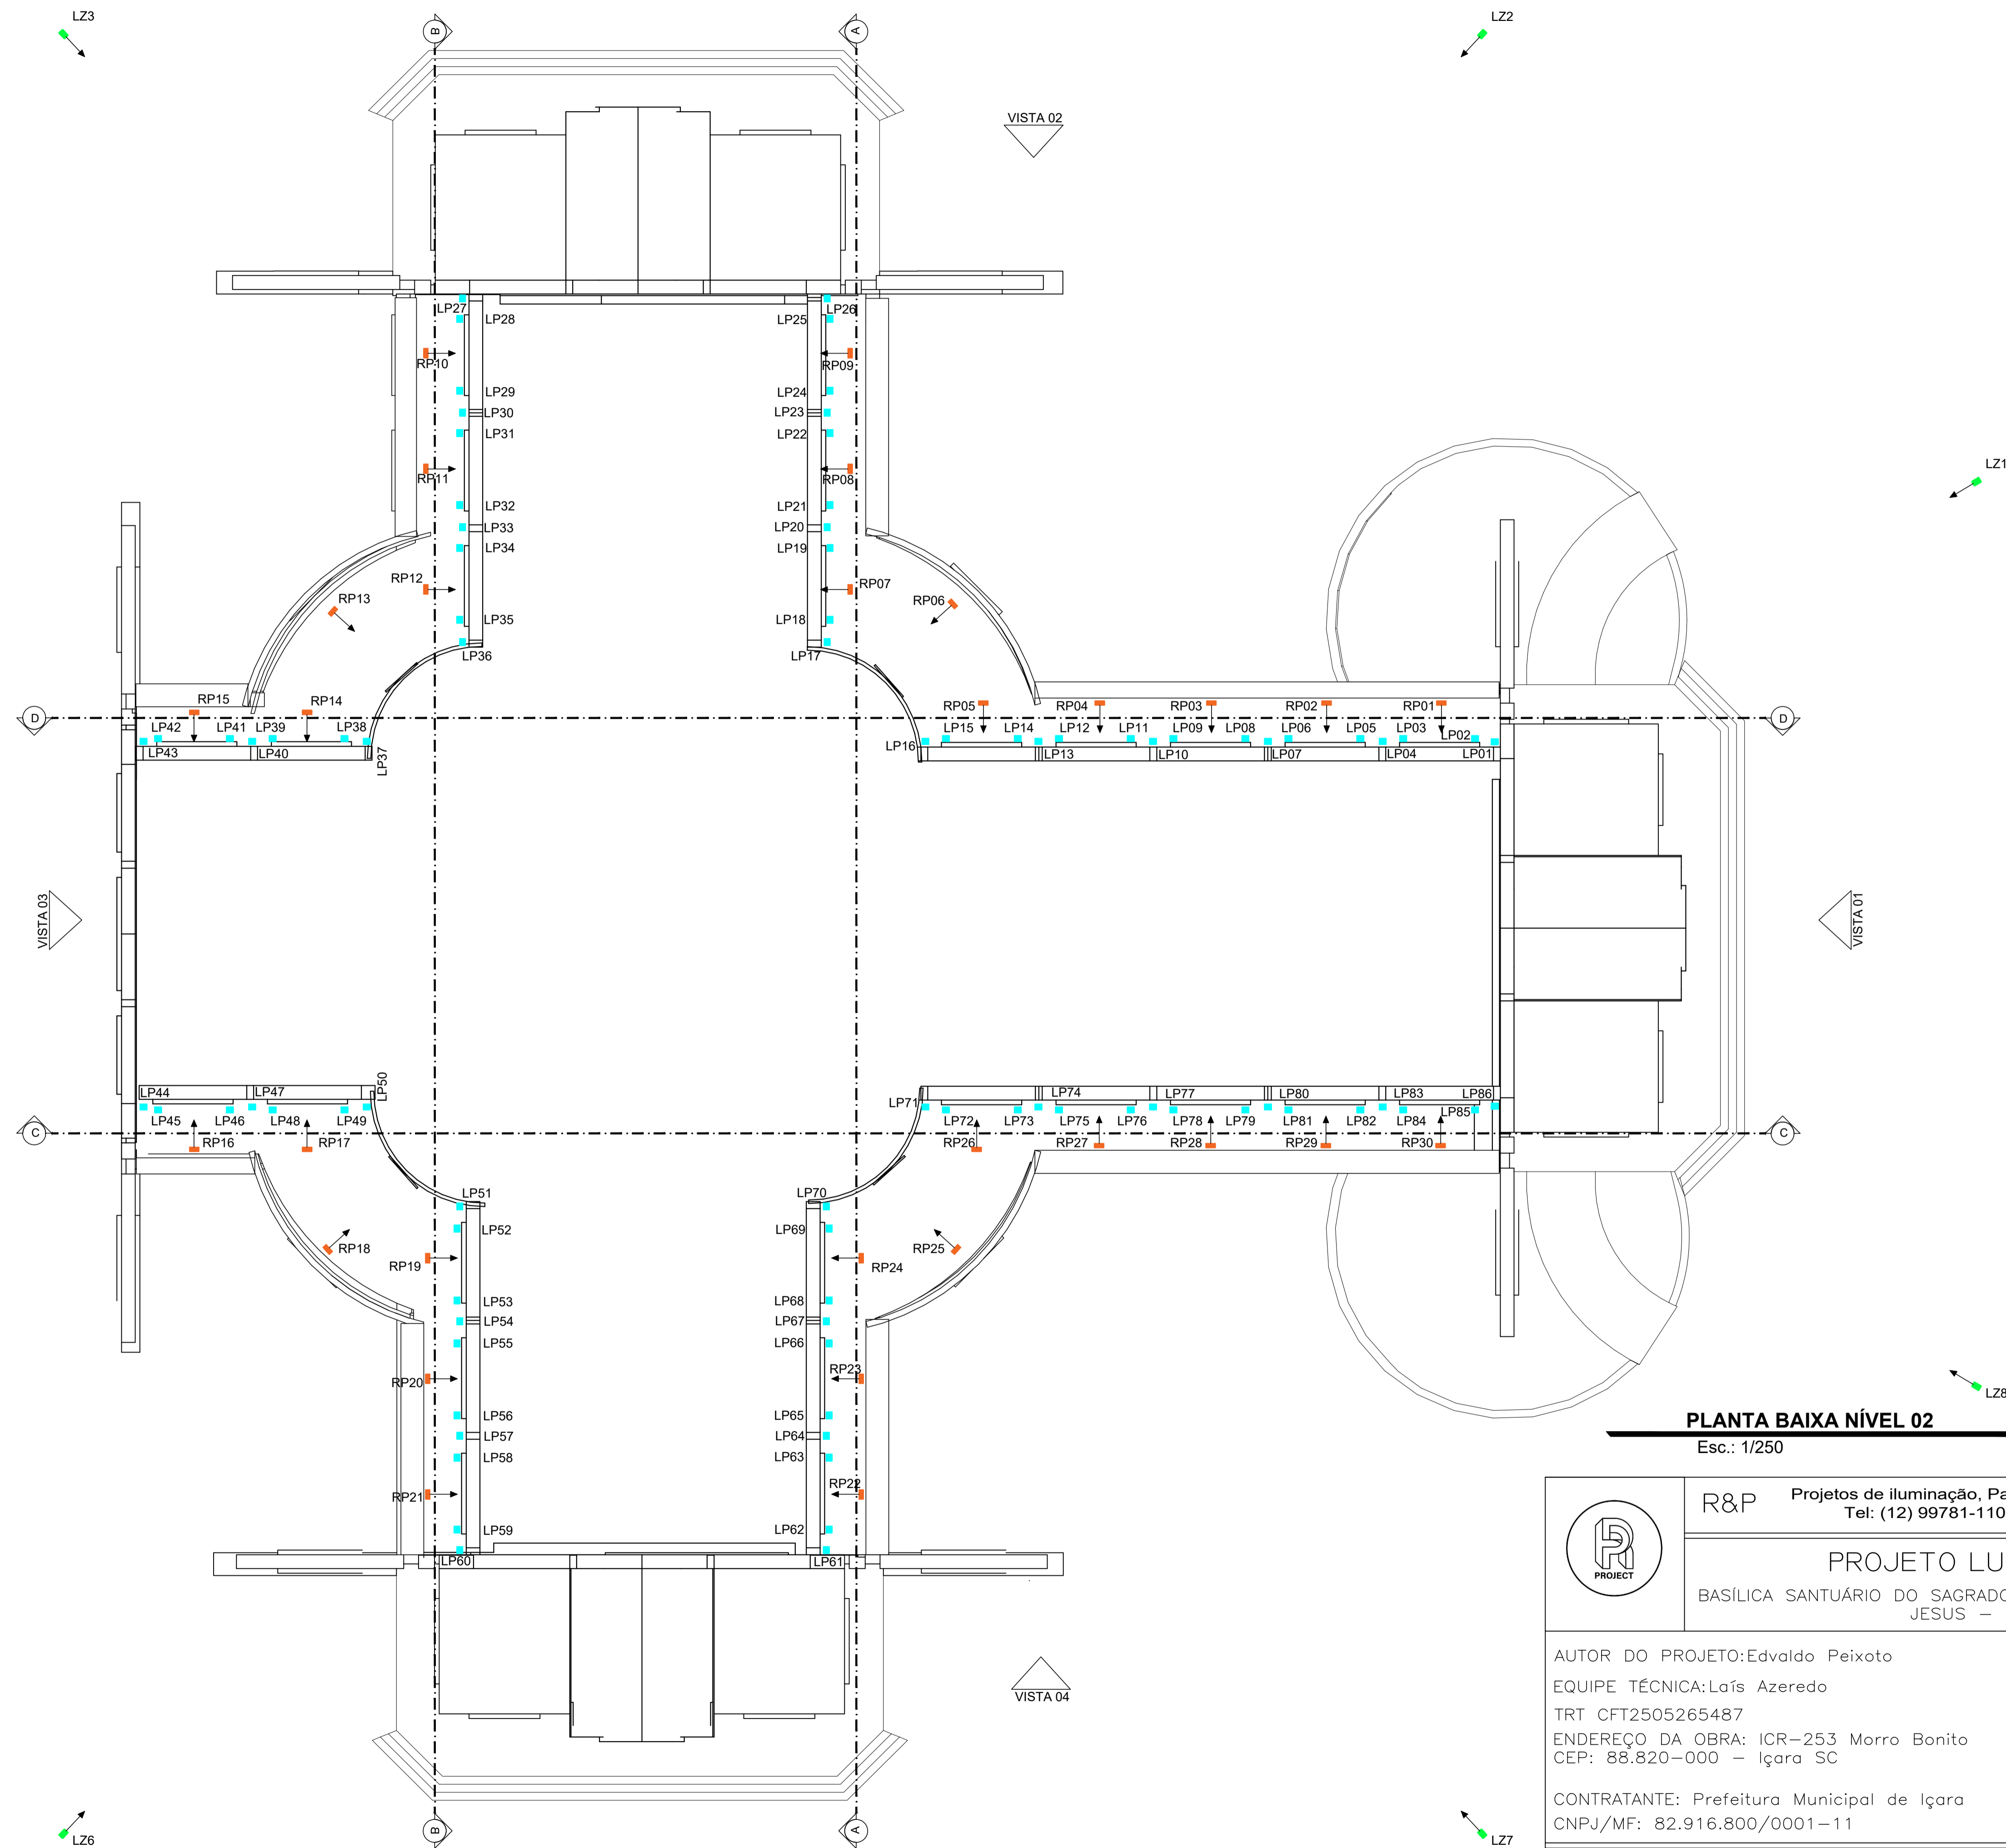 LZ3
B
A
LZ2
VISTA 02
LP27
LP28
LP25
LP26
RP10
RP09
LP29
LP24
LP30
LP23
LP31
LP22
LZ1
RP11
RP08
LP32
LP21
LP33
LP20
LP34
LP19
RP12
RP07
RP13
RP06
LP35
LP18
LP36
LP17
RP15
RP14
RP05
RP04
RP03
RP02
RP01
D
LP42
LP41
LP39
LP38
LP15
LP14
LP12
LP11
LP09
LP08
LP06
LP05
LP03
LP02
D
LP43
LP40
LP37
LP16
LP13
LP10
LP07
LP04
LP01
VISTA 03
VISTA 01
LP44
LP47
LP50
LP71
LP74
LP77
LP80
LP83
LP86
LP45
LP46
LP48
LP49
LP72
LP73
LP75
LP76
LP78
LP79
LP81
LP82
LP84
LP85
C
RP16
RP17
RP26
RP27
RP28
RP29
RP30
C
LP51
LP70
LP52
LP69
RP18
RP19
RP25
RP24
LP53
LP68
LP54
LP67
LP55
LP66
RP20
RP23
LZ8
LP56
LP65
LP57
LP64
LP58
LP63
RP21
RP22
LP59
LP62
LP60
LP61
VISTA 04
LZ6
B
A
LZ7
PLANTA BAIXA NÍVEL 02
Esc.: 1/250
PR
PROJECT
R&P
Projetos de iluminação, Pa
Tel: (12) 99781-110
PROJETO LU
BASÍLICA SANTUÁRIO DO SAGRADO
JESUS –
AUTOR DO PROJETO:Edvaldo Peixoto
EQUIPE TÉCNICA:Laís Azeredo
TRT CFT2505265487
ENDEREÇO DA OBRA: ICR–253 Morro Bonito
CEP: 88.820–000 – Içara SC
CONTRATANTE: Prefeitura Municipal de Içara
CNPJ/MF: 82.916.800/0001–11